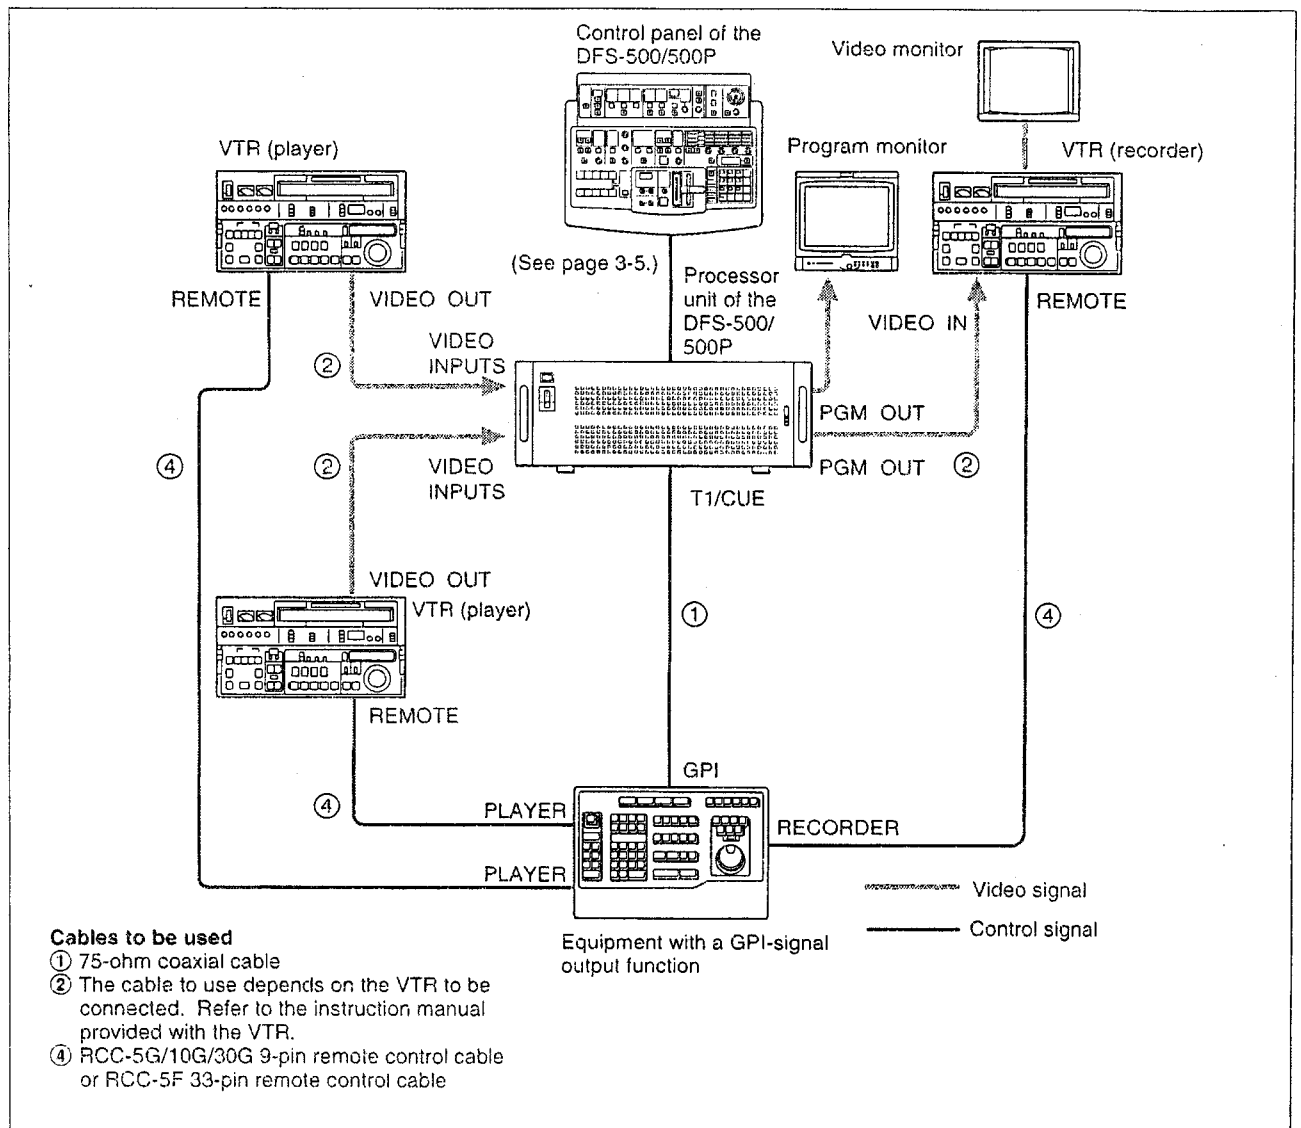 Control panel of the
DFS-500/500P
Video monitor
VTR (player)
Program monitor
VTR (recorder)
(See page 3-5.)
Processor
unit of the
DFS-500/
500P
REMOTE
VIDEO OUT
VIDEO IN
REMOTE
VIDEO
INPUTS
②
PGM OUT
④
②
VIDEO
INPUTS
PGM OUT
②
T1/CUE
VIDEO OUT
VTR (player)
①
④
REMOTE
GPI
④
PLAYER
RECORDER
PLAYER
Video signal
Control signal
Equipment with a GPI-signal
output function
Cables to be used
① 75-ohm coaxial cable
② The cable to use depends on the VTR to be
connected. Refer to the instruction manual
provided with the VTR.
④ RCC-5G/10G/30G 9-pin remote control cable
or RCC-5F 33-pin remote control cable